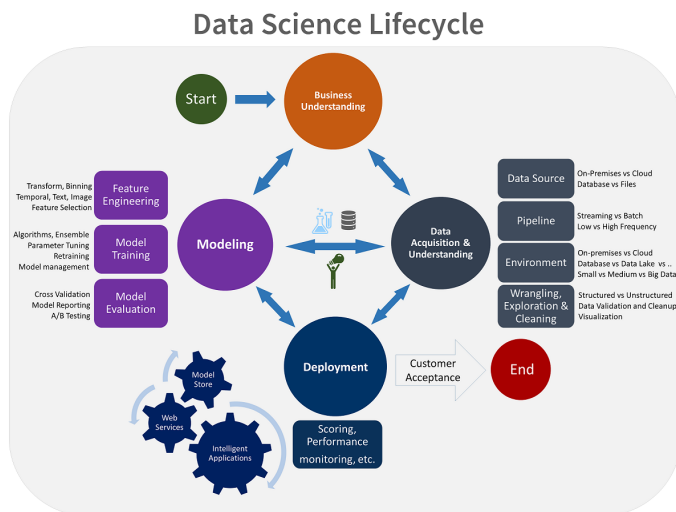 Data Science Lifecycle
Start
Business
Understanding
Transform, Binning
Temporal, Text, Image
Feature Selection
Feature
Engineering
Algorithms, Ensemble
Parameter Tuning
Retraining
Model management
Model
Training
Cross Validation
Model Reporting
A/B Testing
Model
Evaluation
Modeling
Data
Acquisition &
Understanding
Data Source
On-Premises vs Cloud
Database vs Files
Pipeline
Streaming vs Batch
Low vs High Frequency
Environment
On-premises vs Cloud
Database vs Data Lake vs ..
Small vs Medium vs Big Data
Wrangling,
Exploration &
Cleaning
Structured vs Unstructured
Data Validation and Cleanup
Visualization
Deployment
Customer
Acceptance
End
Scoring,
Performance
monitoring, etc.
Model
Store
Web
Services
Intelligent
Applications